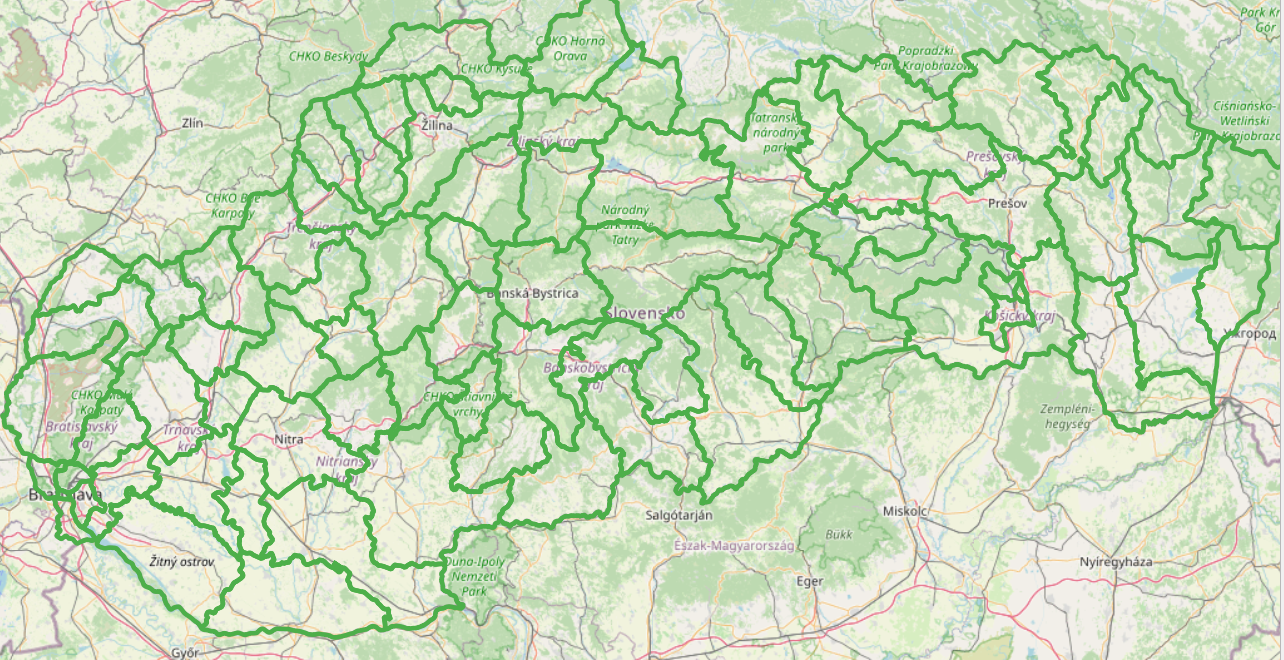 Park Kr
Gór
CHKO Horná
Orava
CHKO Beskydy
CHKO Kysuce
Popradzki
Park Krajobrazowy
Ciśniańsko-
Wetliński
Park Krajobrazo
Zlín
Žilina
Tatranský
národný
park
Žilinský kraj
Prešovský
CHKO Bílé
Karpaty
Prešov
Národný
Park Nízke
Tatry
Trenčiansky
kraj
Banská Bystrica
Slovensko
Košický kraj
Ужгород
Banskobystrický
kraj
CHKO Malé
Karpaty
CHKO Štiavnické
vrchy
Zempléni-
hegység
Bratislavský
kraj
Trnavský
kraj
Nitra
Nitriansky
kraj
Bratislava
Salgótarján
Miskolc
Bükk
Észak-Magyarország
Žitný ostrov
Duna-Ipoly
Nemzeti
Park
Eger
Nyíregyháza
Győr